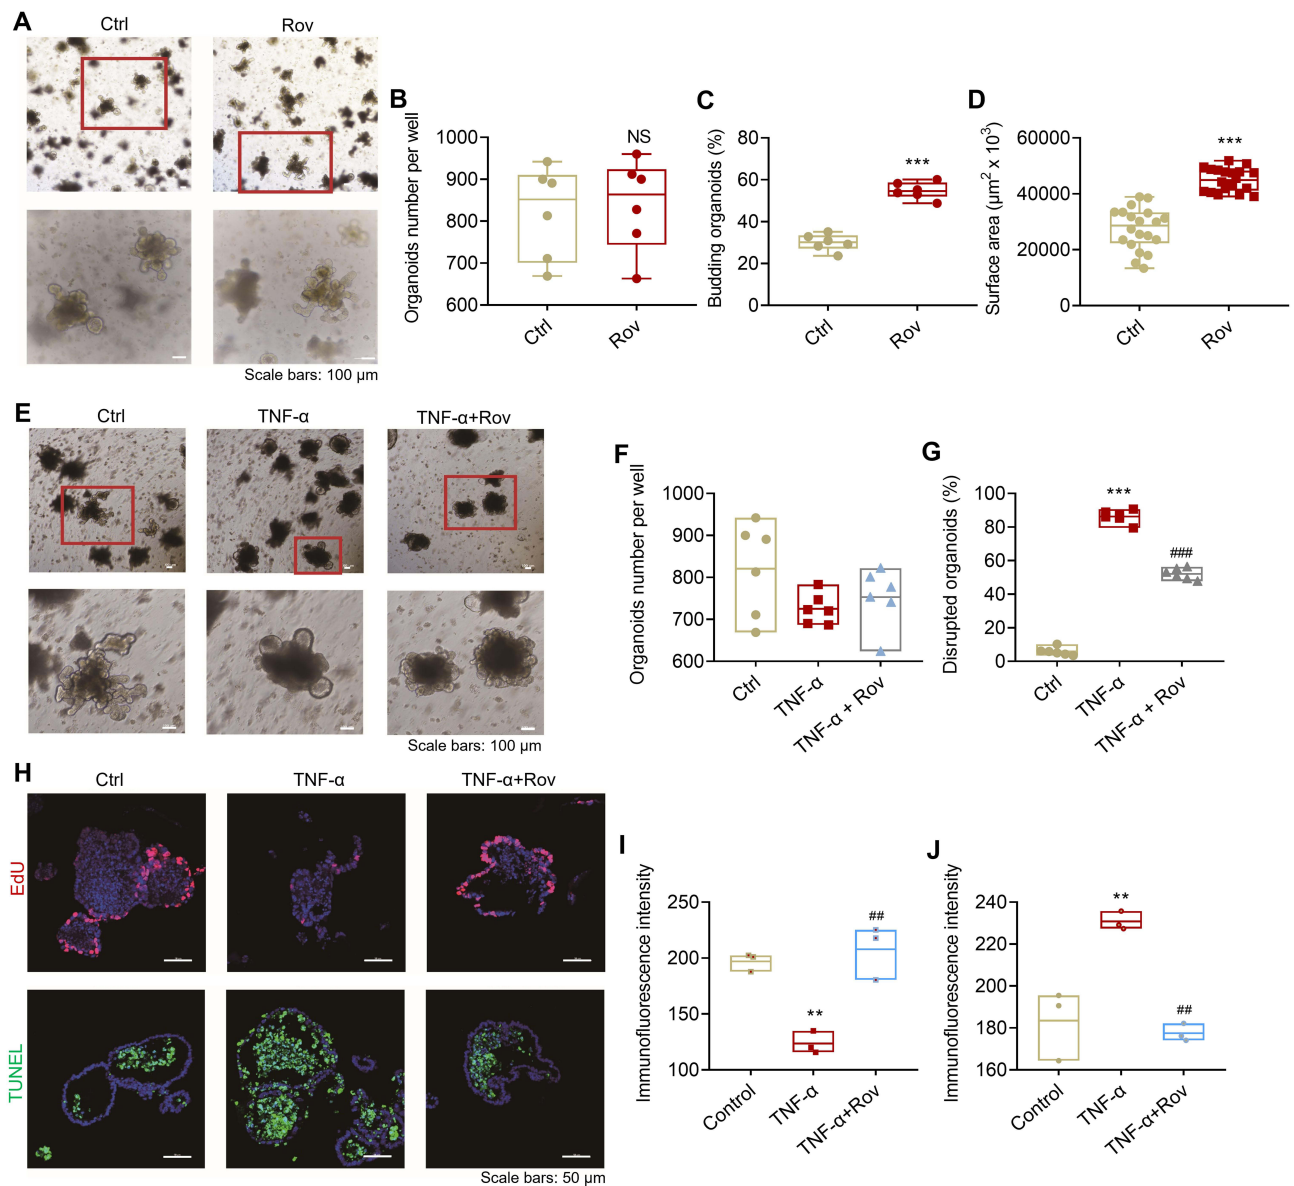 A
Ctrl
Rov
Scale bars: 100 µm
B
Organoids number per well
1000
900
800
700
600
NS
Ctrl
Rov
C
Budding organoids (%)
80
60
40
20
0
***
Ctrl
Rov
D
Surface area (µm² x 10³)
60000
40000
20000
0
***
Ctrl
Rov
E
Ctrl
TNF-α
TNF-α+Rov
Scale bars: 100 µm
F
Organoids number per well
1000
900
800
700
600
Ctrl
TNF-α
TNF-α + Rov
G
Disrupted organoids (%)
100
80
60
40
20
0
***
###
Ctrl
TNF-α
TNF-α + Rov
H
Ctrl
TNF-α
TNF-α+Rov
EdU
TUNEL
Scale bars: 50 µm
I
Immunofluorescence intensity
250
200
150
100
**
##
Control
TNF-α
TNF-α+Rov
J
Immunofluorescence intensity
240
220
200
180
160
**
##
Control
TNF-α
TNF-α+Rov